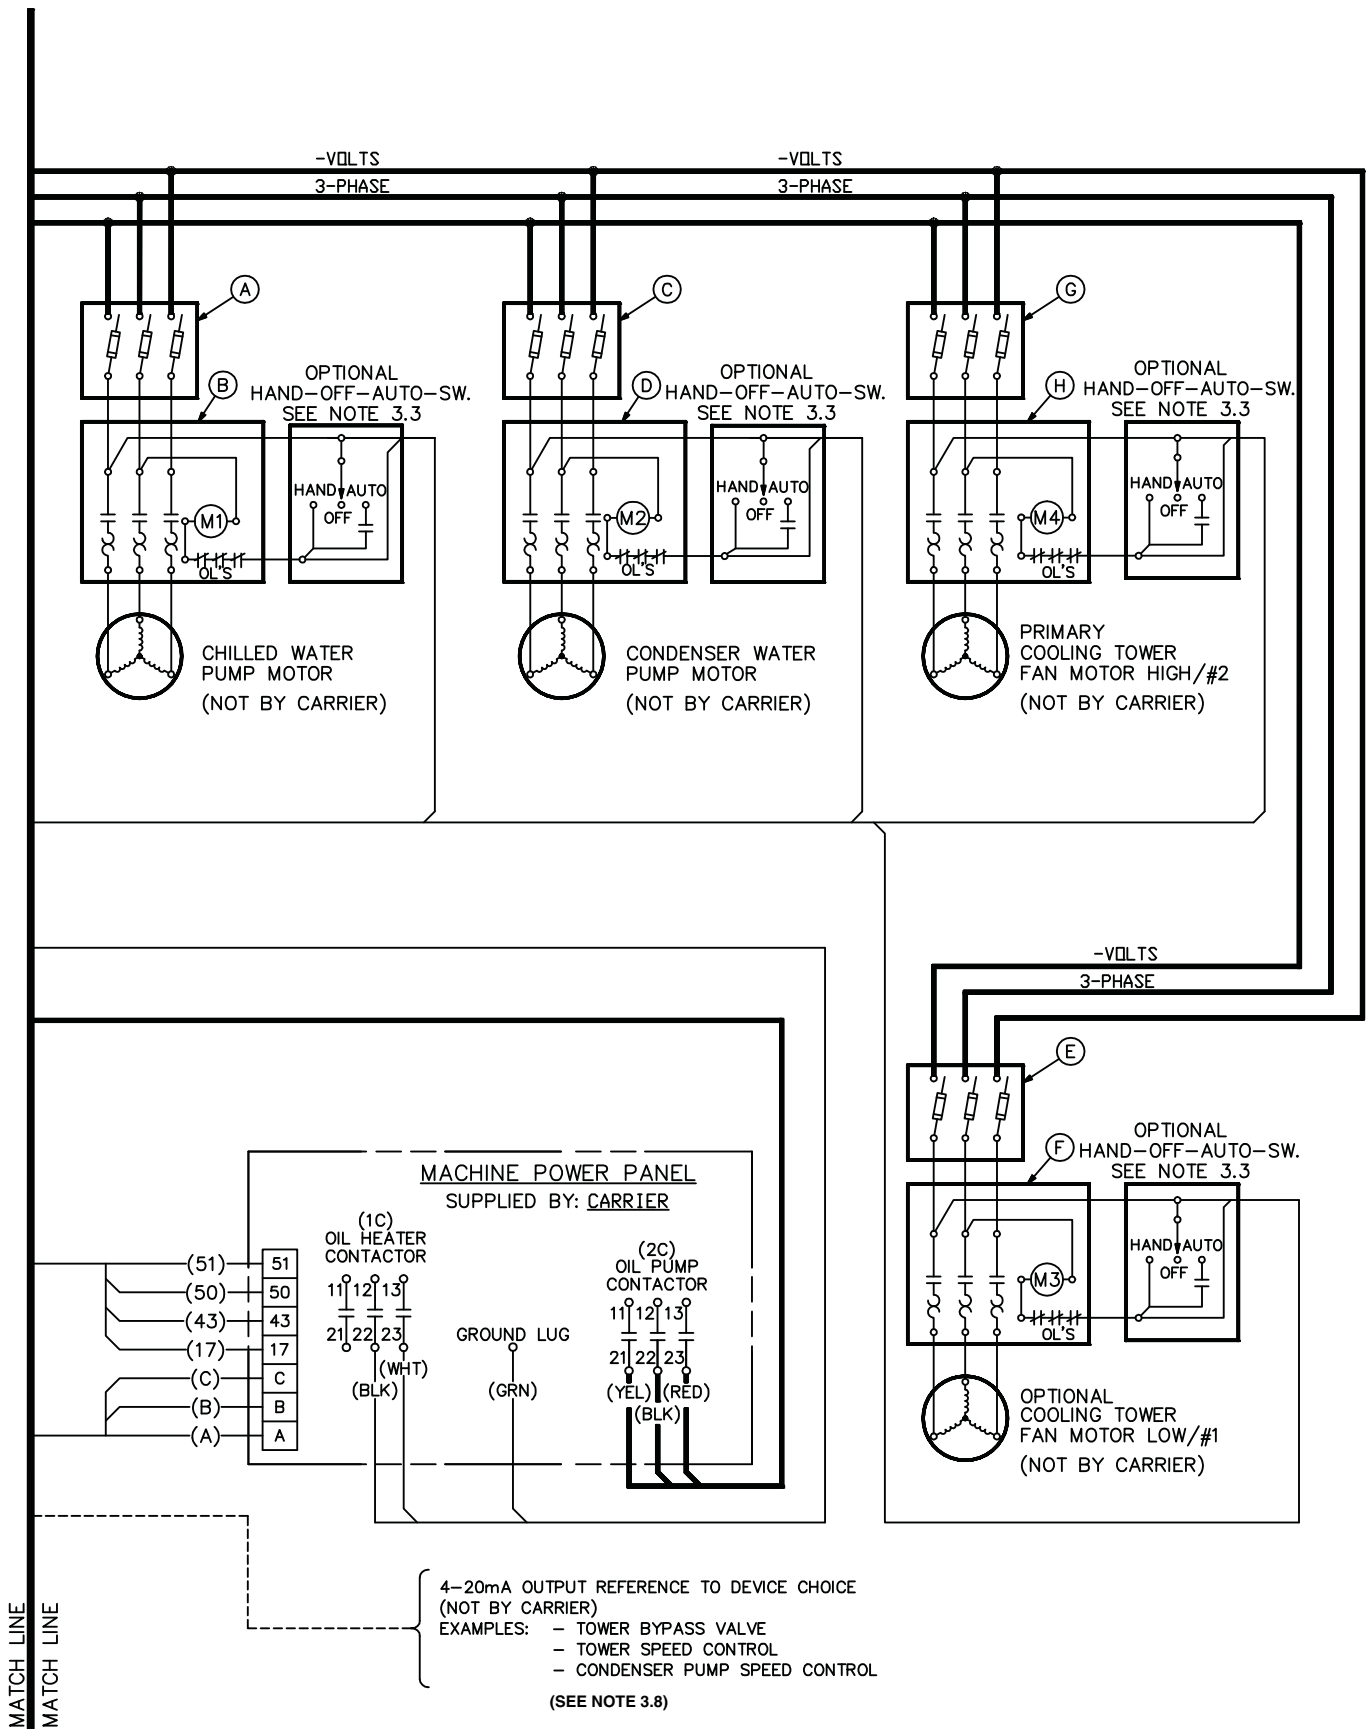 -VOLTS
-VOLTS
3-PHASE
3-PHASE
A
C
G
B
OPTIONAL
HAND-OFF-AUTO-SW.
SEE NOTE 3.3
D
OPTIONAL
HAND-OFF-AUTO-SW.
SEE NOTE 3.3
H
OPTIONAL
HAND-OFF-AUTO-SW.
SEE NOTE 3.3
HAND AUTO
OFF
M1
OL'S
HAND AUTO
OFF
M2
OL'S
HAND AUTO
OFF
M4
OL'S
CHILLED WATER
PUMP MOTOR
(NOT BY CARRIER)
CONDENSER WATER
PUMP MOTOR
(NOT BY CARRIER)
PRIMARY
COOLING TOWER
FAN MOTOR HIGH/#2
(NOT BY CARRIER)
-VOLTS
3-PHASE
E
F
OPTIONAL
HAND-OFF-AUTO-SW.
SEE NOTE 3.3
HAND AUTO
OFF
M3
OL'S
OPTIONAL
COOLING TOWER
FAN MOTOR LOW/#1
(NOT BY CARRIER)
MACHINE POWER PANEL
SUPPLIED BY: CARRIER
(1C)
OIL HEATER
CONTACTOR
11 12 13
21 22 23
(WHT)
(BLK)
GROUND LUG
(GRN)
(2C)
OIL PUMP
CONTACTOR
11 12 13
21 22 23
(YEL) (RED)
(BLK)
(51) 51
(50) 50
(43) 43
(17) 17
(C) C
(B) B
(A) A
4-20mA OUTPUT REFERENCE TO DEVICE CHOICE
(NOT BY CARRIER)
EXAMPLES: - TOWER BYPASS VALVE
- TOWER SPEED CONTROL
- CONDENSER PUMP SPEED CONTROL
(SEE NOTE 3.8)
MATCH LINE
MATCH LINE